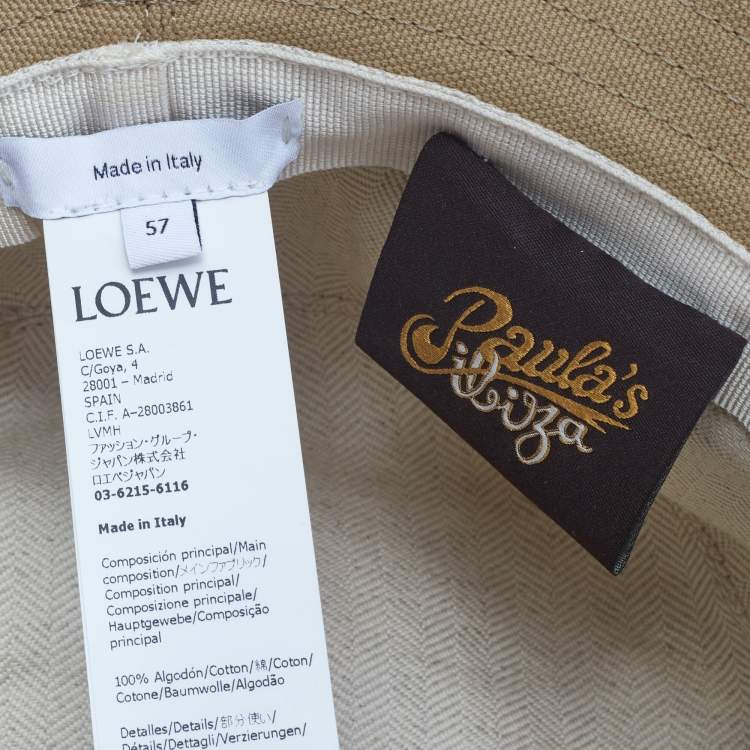 Made in Italy
57
LOEWE
LOEWE S.A.
C/Goya, 4
28001 – Madrid
SPAIN
C.I.F. A-28003861
LVMH
ファッション・グループ・
ジャパン株式会社
ロエベジャパン
03-6215-6116
Made in Italy
Composición principal/Main
composition/メインファブリック/
Composition principal/
Composizione principale/
Hauptgewebe/Composição
principal
100% Algodón/Cotton/綿/Coton/
Cotone/Baumwolle/Algodão
Detalles/Details/部分使い/
Détails/Dettagli/Verzierungen/
Paula's
ibiza